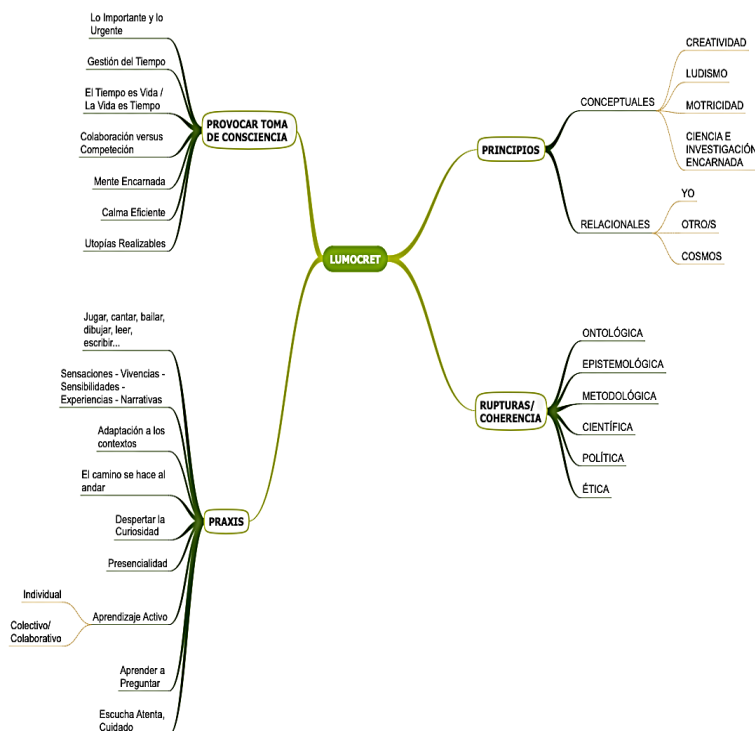 Lo Importante y lo
Urgente
Gestión del Tiempo
El Tiempo es Vida /
La Vida es Tiempo
Colaboración versus
Competeción
Mente Encarnada
Calma Eficiente
Utopías Realizables
PROVOCAR TOMA
DE CONSCIENCIA
LUMOCRET
PRINCIPIOS
CONCEPTUALES
CREATIVIDAD
LUDISMO
MOTRICIDAD
CIENCIA E
INVESTIGACIÓN
ENCARNADA
RELACIONALES
YO
OTRO/S
COSMOS
RUPTURAS/
COHERENCIA
ONTOLÓGICA
EPISTEMOLÓGICA
METODOLÓGICA
CIENTÍFICA
POLÍTICA
ÉTICA
PRAXIS
Jugar, cantar, bailar,
dibujar, leer,
escribir...
Sensaciones - Vivencias -
Sensibilidades -
Experiencias - Narrativas
Adaptación a los
contextos
El camino se hace al
andar
Despertar la
Curiosidad
Presencialidad
Aprendizaje Activo
Individual
Colectivo/
Colaborativo
Aprender a
Preguntar
Escucha Atenta,
Cuidado